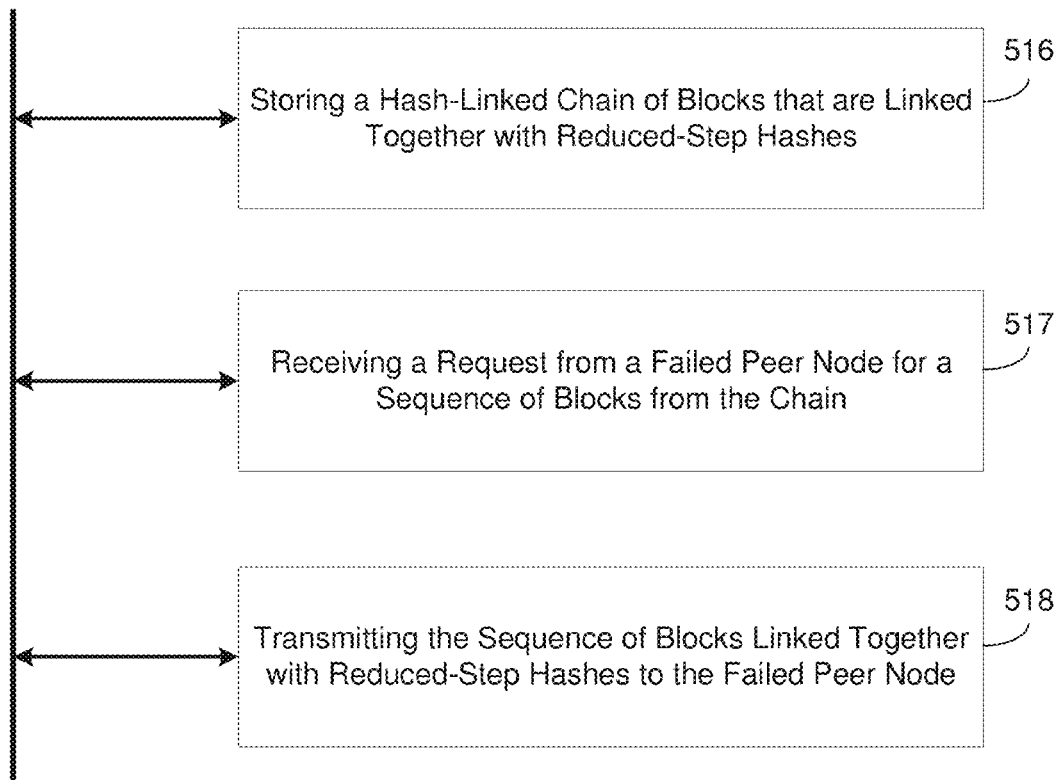 516
Storing a Hash-Linked Chain of Blocks that are Linked
Together with Reduced-Step Hashes
517
Receiving a Request from a Failed Peer Node for a
Sequence of Blocks from the Chain
518
Transmitting the Sequence of Blocks Linked Together
with Reduced-Step Hashes to the Failed Peer Node